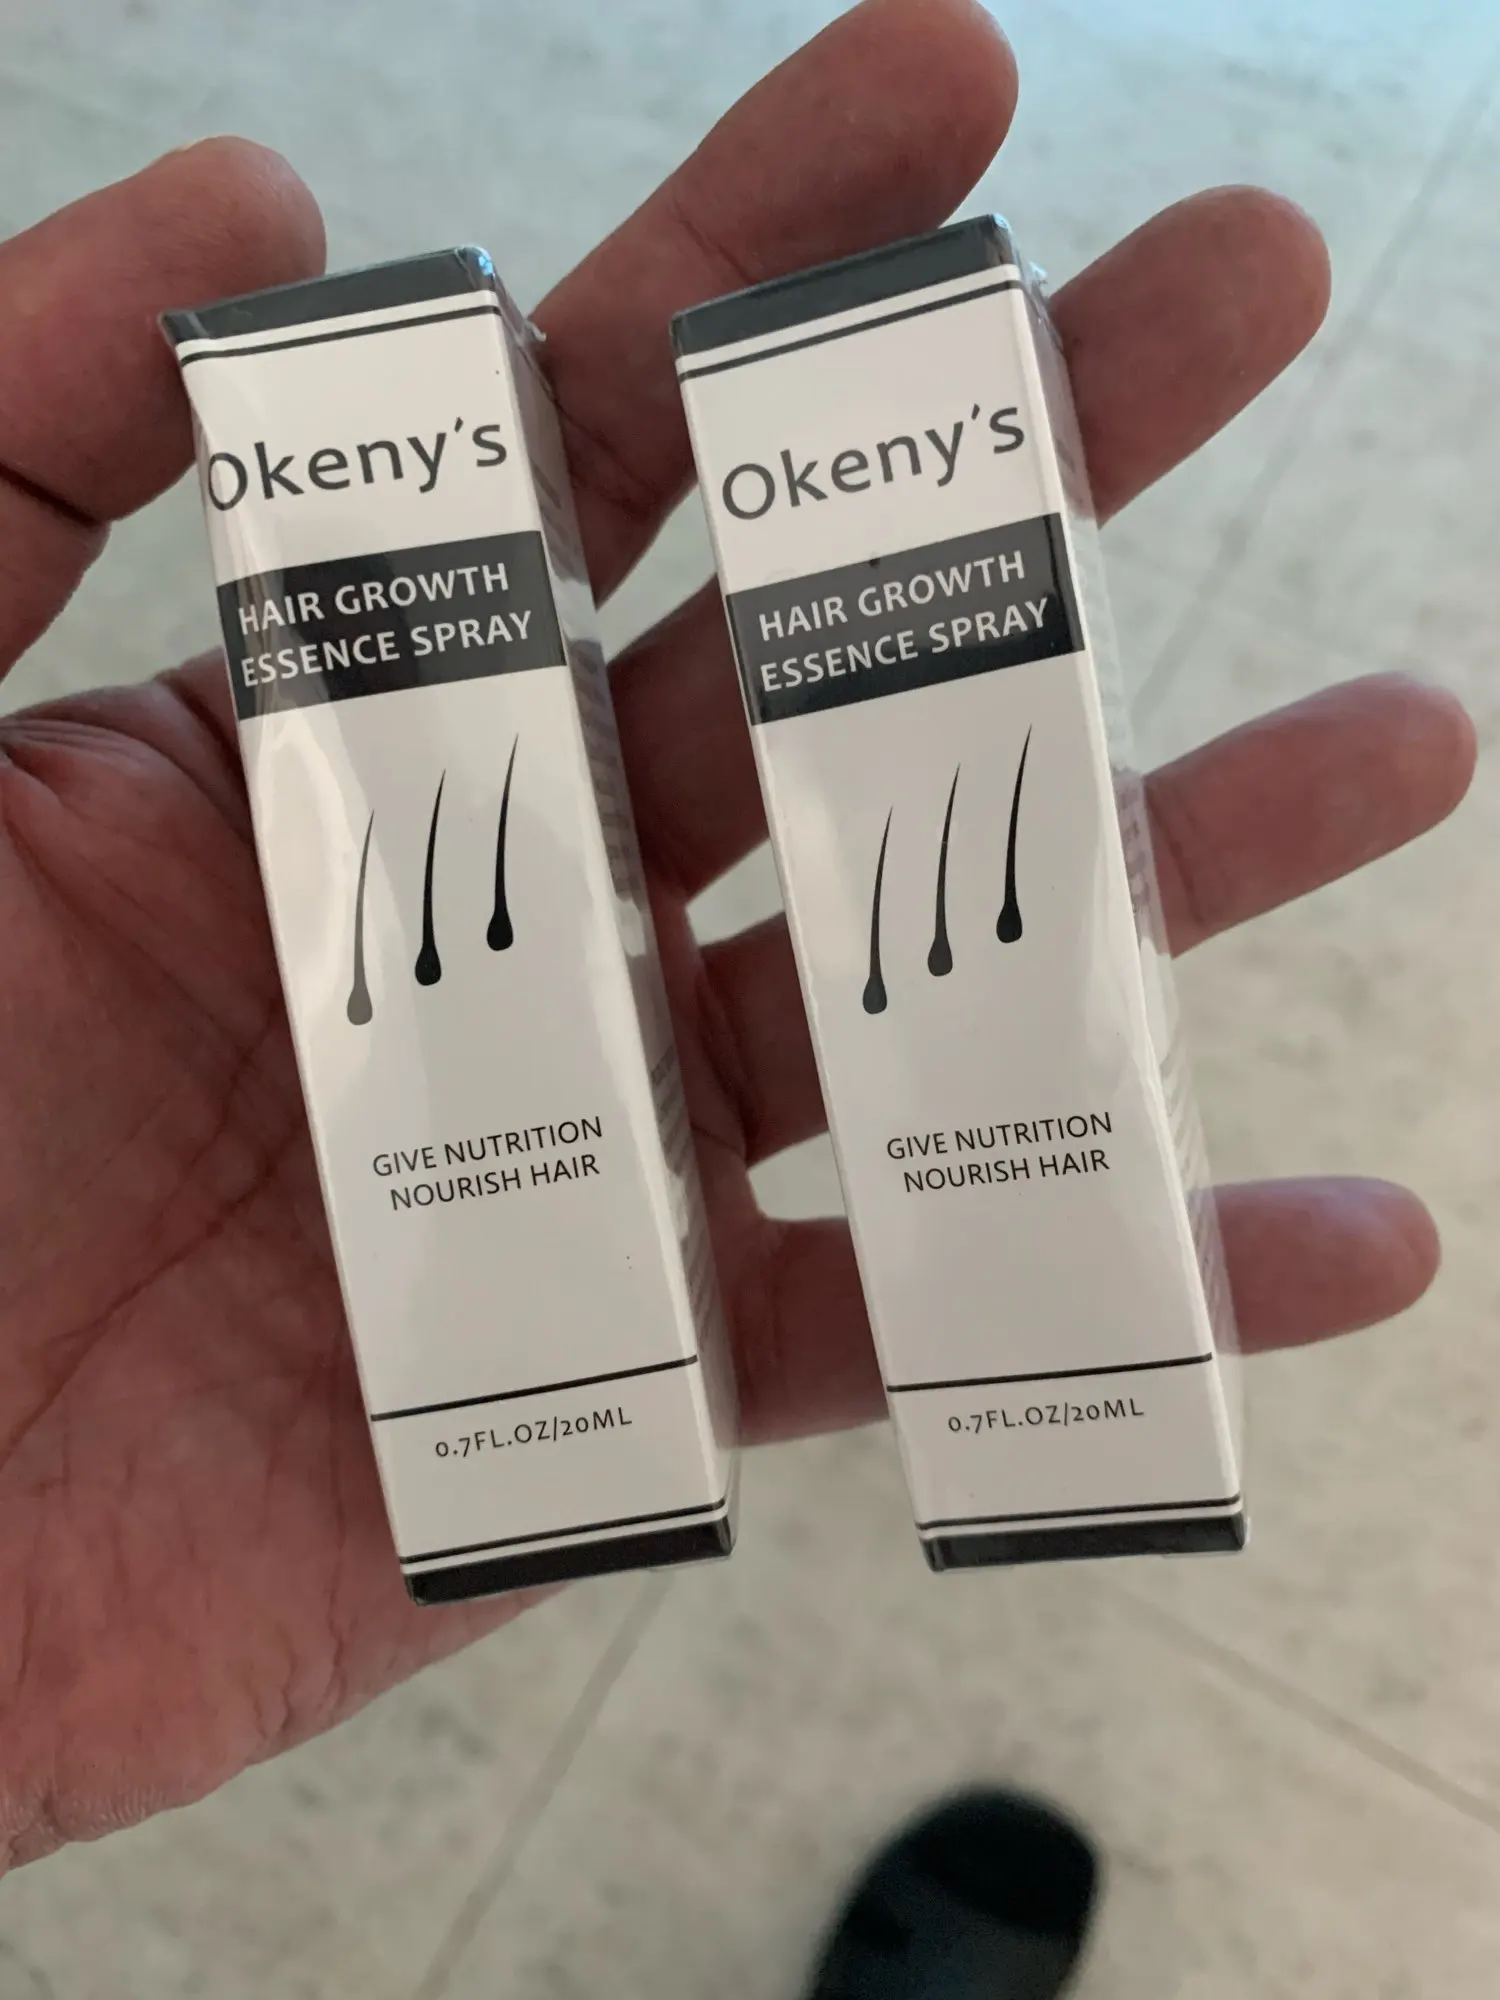 Okeny's
HAIR GROWTH
ESSENCE SPRAY
GIVE NUTRITION
NOURISH HAIR
0.7FL.OZ/20ML
Okeny's
HAIR GROWTH
ESSENCE SPRAY
GIVE NUTRITION
NOURISH HAIR
0.7FL.OZ/20ML